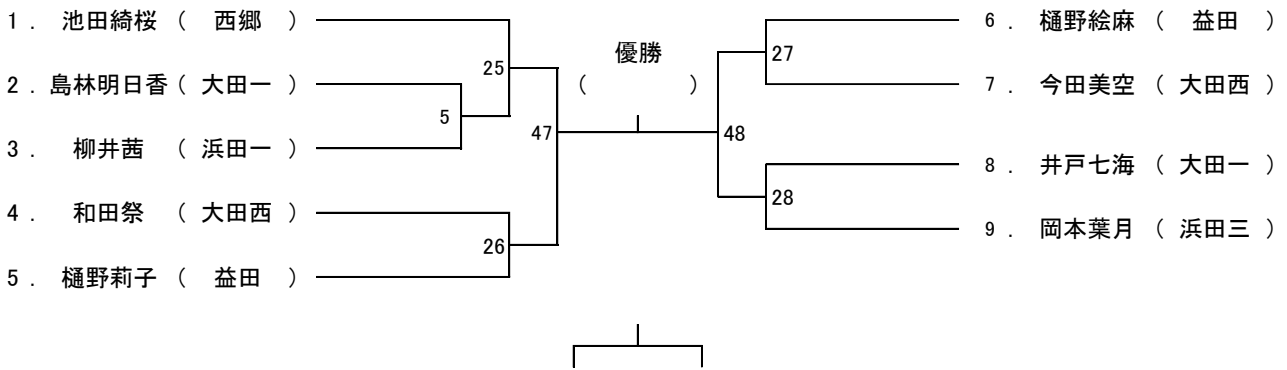 1． 池田綺桜 （ 西郷 ）
2．島林明日香（ 大田一 ）
3． 柳井茜 （ 浜田一 ）
4． 和田祭 （ 大田西 ）
5． 樋野莉子 （ 益田 ）
25
5
26
47
優勝
（ ）
48
27
28
6． 樋野絵麻 （ 益田 ）
7． 今田美空 （ 大田西 ）
8． 井戸七海 （ 大田一 ）
9． 岡本葉月 （ 浜田三 ）